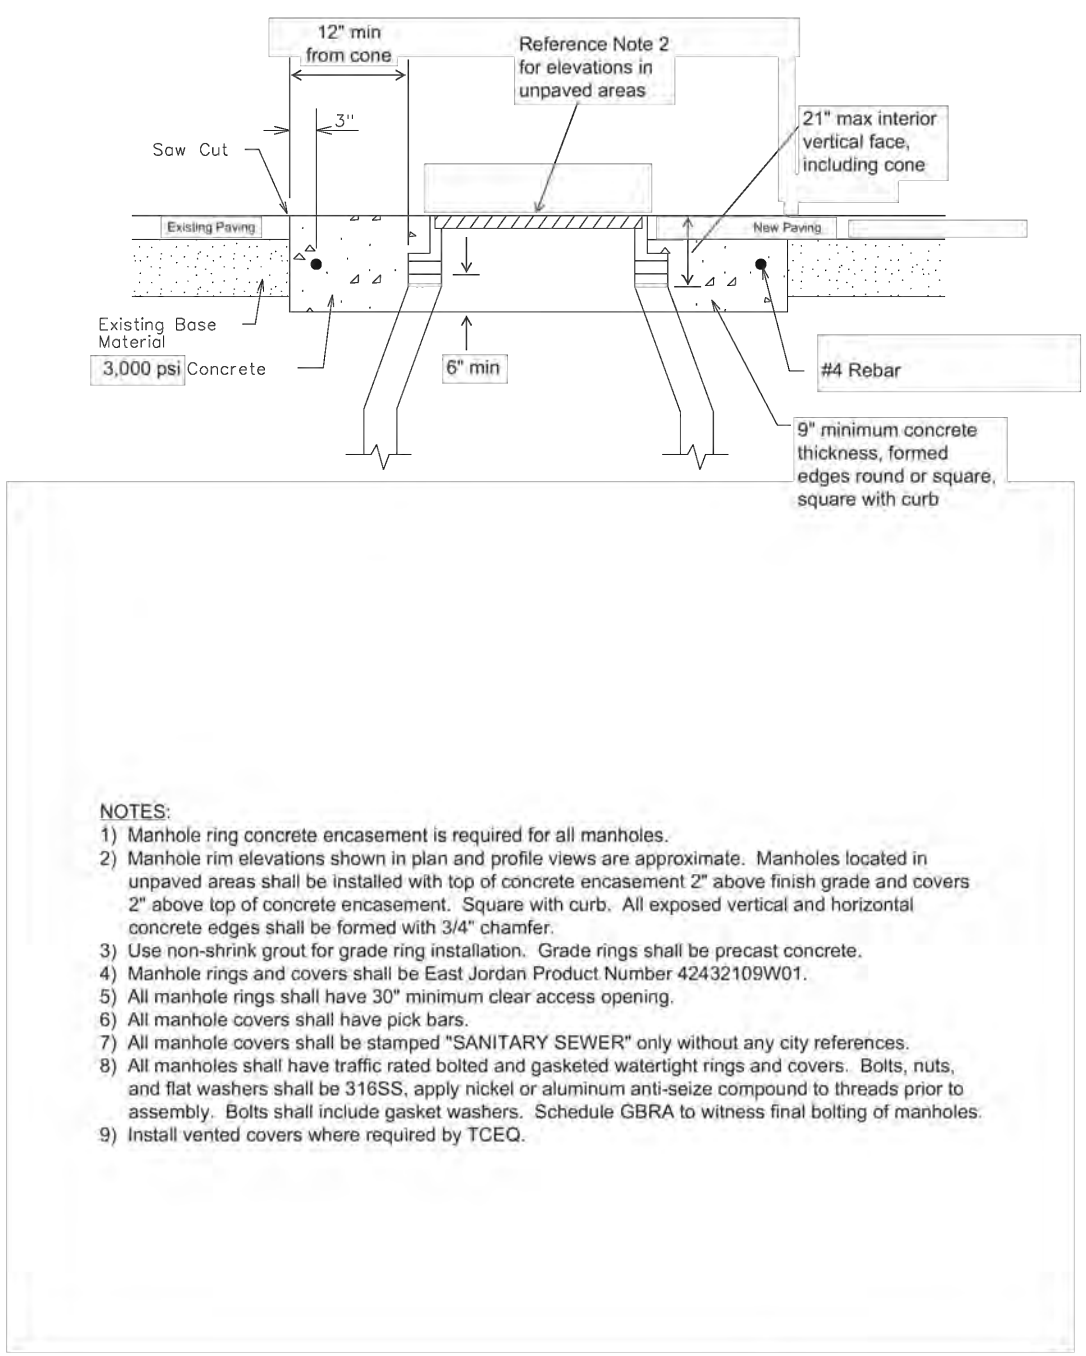 12" min
from cone
Reference Note 2
for elevations in
unpaved areas
3"
21" max interior
vertical face,
including cone
Saw Cut
Existing Paving
New Paving
Existing Base
Material
3,000 psi Concrete
6" min
#4 Rebar
9" minimum concrete
thickness, formed
edges round or square,
square with curb
NOTES:
1) Manhole ring concrete encasement is required for all manholes.
2) Manhole rim elevations shown in plan and profile views are approximate. Manholes located in
unpaved areas shall be installed with top of concrete encasement 2" above finish grade and covers
2" above top of concrete encasement. Square with curb. All exposed vertical and horizontal
concrete edges shall be formed with 3/4" chamfer.
3) Use non-shrink grout for grade ring installation. Grade rings shall be precast concrete.
4) Manhole rings and covers shall be East Jordan Product Number 42432109W01.
5) All manhole rings shall have 30" minimum clear access opening.
6) All manhole covers shall have pick bars.
7) All manhole covers shall be stamped "SANITARY SEWER" only without any city references.
8) All manholes shall have traffic rated bolted and gasketed watertight rings and covers. Bolts, nuts,
and flat washers shall be 316SS, apply nickel or aluminum anti-seize compound to threads prior to
assembly. Bolts shall include gasket washers. Schedule GBRA to witness final bolting of manholes.
9) Install vented covers where required by TCEQ.